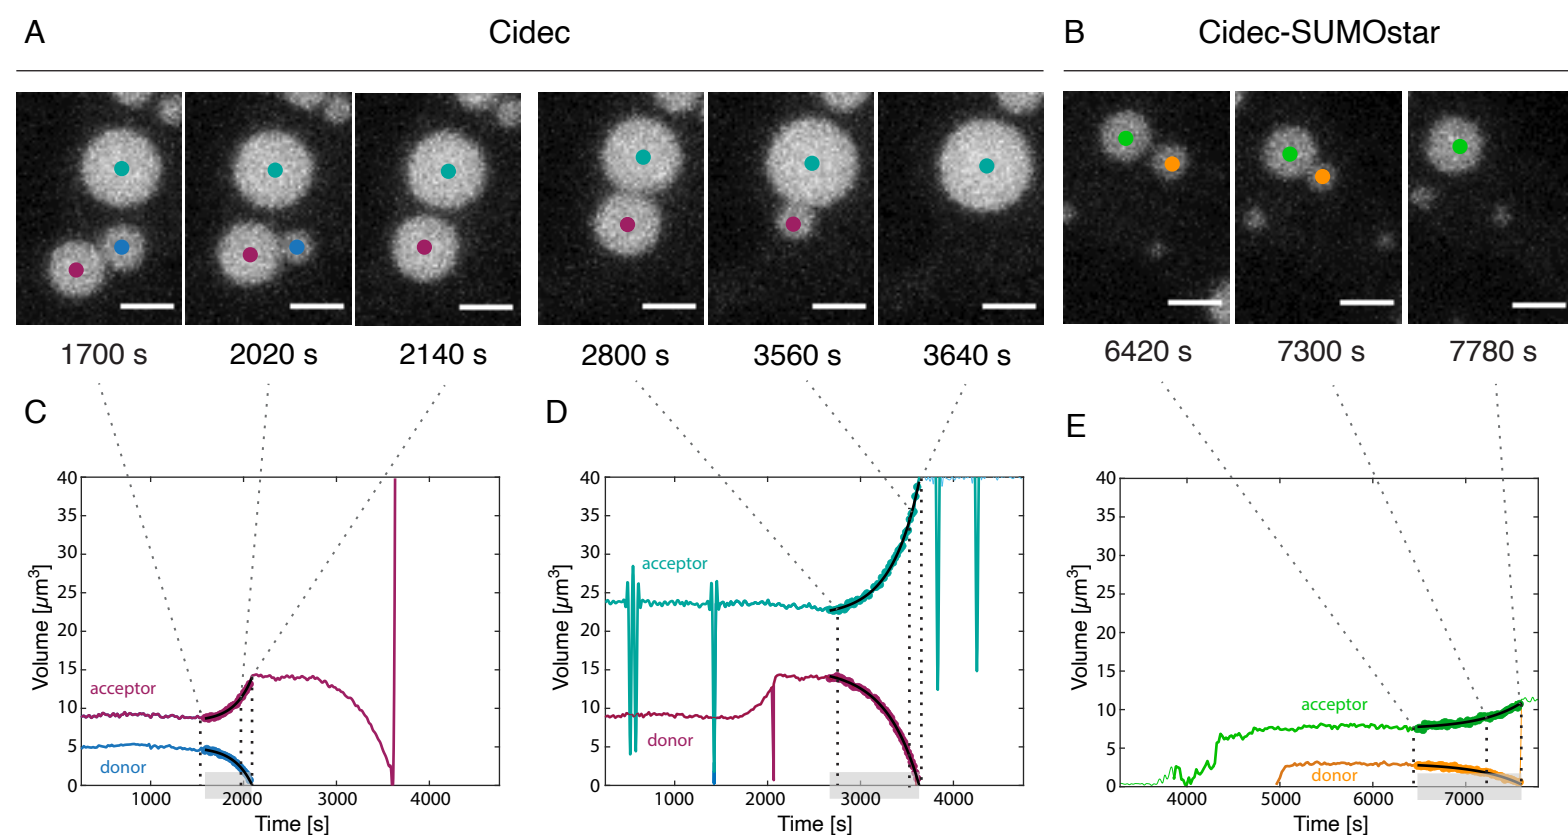 A Cidec B Cidec-SUMOstar
1700 s 2020 s 2140 s 2800 s 3560 s 3640 s 6420 s 7300 s 7780 s
C
Volume [µm³]
40
35
30
25
20
15
10
5
0
acceptor
donor
1000 2000 3000 4000
Time [s]
D
Volume [µm³]
40
35
30
25
20
15
10
5
0
acceptor
donor
1000 2000 3000 4000
Time [s]
E
Volume [µm³]
40
35
30
25
20
15
10
5
0
acceptor
donor
4000 5000 6000 7000
Time [s]